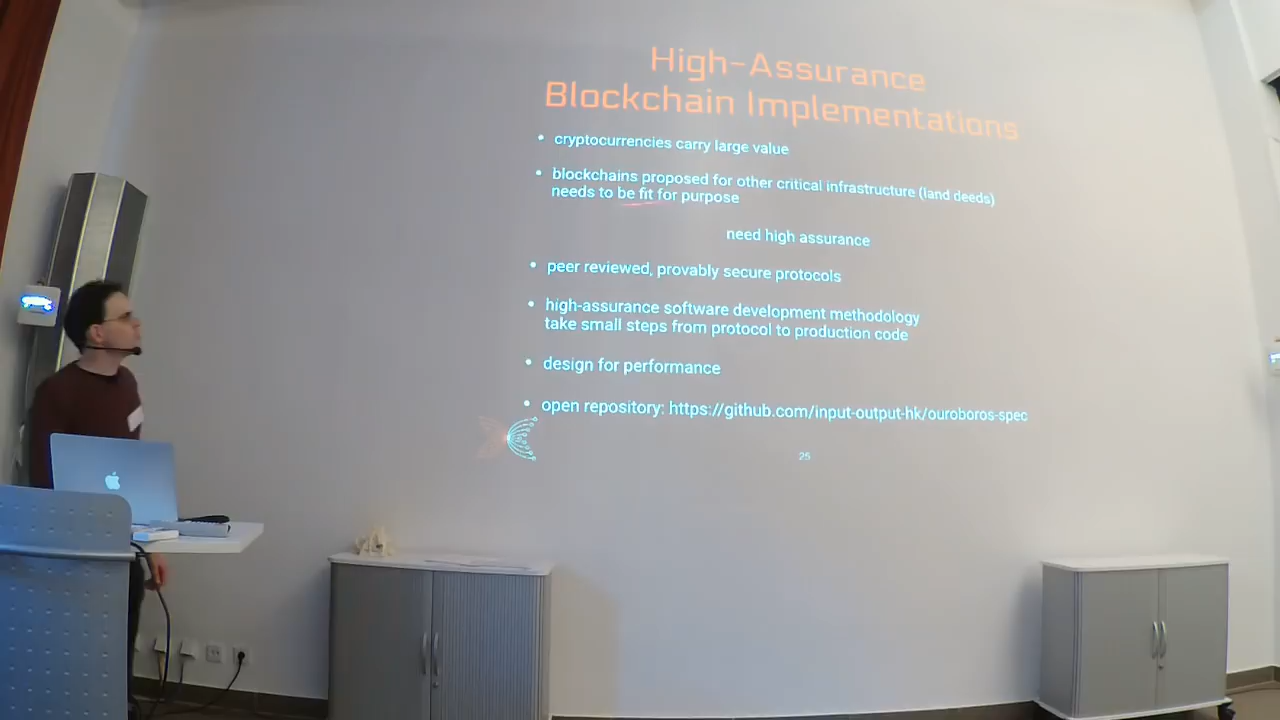 High-Assurance
Blockchain Implementations
• cryptocurrencies carry large value
• blockchains proposed for other critical infrastructure (land deeds)
needs to be fit for purpose
need high assurance
• peer reviewed, provably secure protocols
• high-assurance software development methodology
take small steps from protocol to production code
• design for performance
• open repository: https://github.com/input-output-hk/ouroboros-spec
25